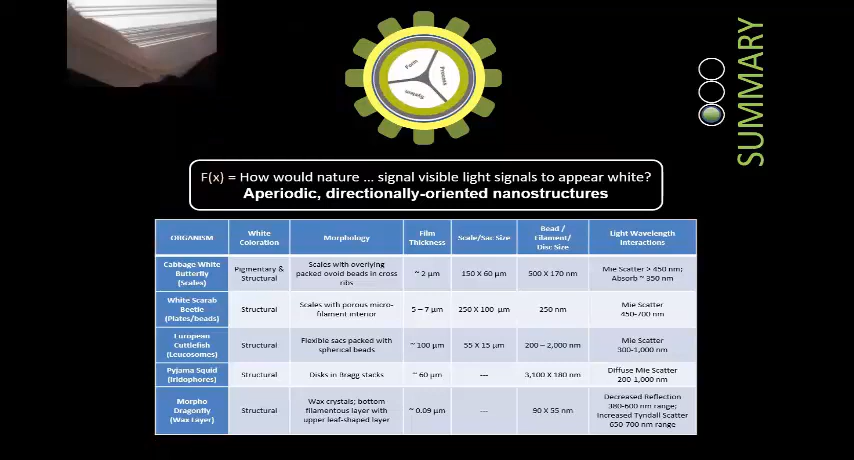 Form
Process
System
SUMMARY
F(x) = How would nature ... signal visible light signals to appear white?
Aperiodic, directionally-oriented nanostructures
ORGANISM
White
Coloration
Morphology
Film
Thickness
Scale/Sac Size
Bead /
Filament/
Disc Size
Light Wavelength
Interactions
Cabbage White
Butterfly
(Scales)
Pigmentary &
Structural
Scales with overlying
packed ovoid beads in cross
ribs
~ 2 µm
150 X 60 µm
500 X 170 nm
Mie Scatter > 450 nm;
Absorb ~ 350 nm
White Scarab
Beetle
(Plates/beads)
Structural
Scales with porous micro-
filament interior
5 – 7 µm
250 X 100 µm
250 nm
Mie Scatter
450-700 nm
European
Cuttlefish
(Leucosomes)
Structural
Flexible sacs packed with
spherical beads
~ 100 µm
55 X 15 µm
200 – 2,000 nm
Mie Scatter
300-1,000 nm
Pyjama Squid
(Iridophores)
Structural
Disks in Bragg stacks
~ 60 µm
---
3,100 X 180 nm
Diffuse Mie Scatter
200-1,000 nm
Morpho
Dragonfly
(Wax Layer)
Structural
Wax crystals; bottom
filamentous layer with
upper leaf-shaped layer
~ 0.09 µm
---
90 X 55 nm
Decreased Reflection
380-600 nm range;
Increased Tyndall Scatter
650-700 nm range